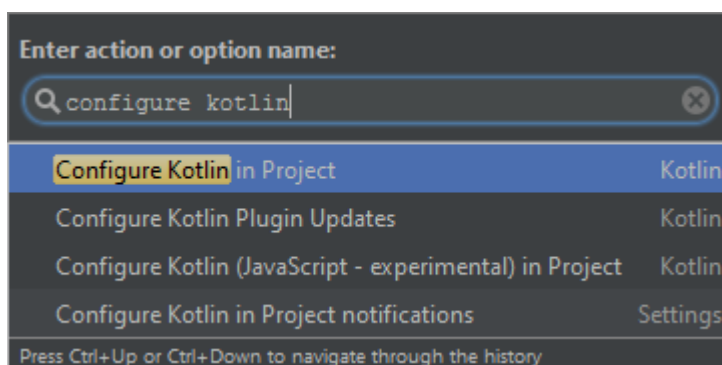 Enter action or option name:
configure kotlin
Configure Kotlin in Project Kotlin
Configure Kotlin Plugin Updates Kotlin
Configure Kotlin (JavaScript - experimental) in Project Kotlin
Configure Kotlin in Project notifications Settings
Press Ctrl+Up or Ctrl+Down to navigate through the history